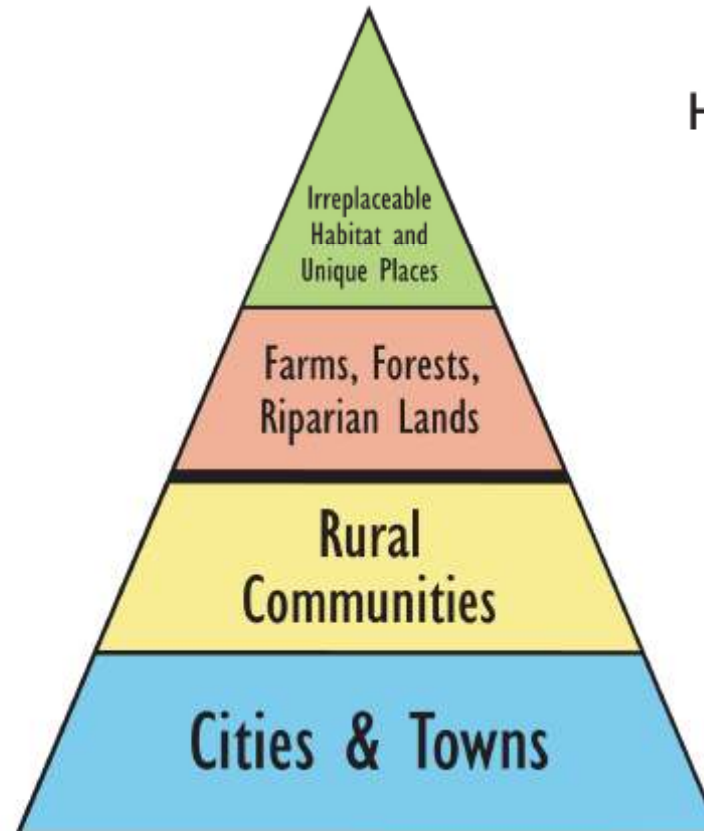 H
Irreplaceable
Habitat and
Unique Places
Farms, Forests,
Riparian Lands
Rural
Communities
Cities & Towns